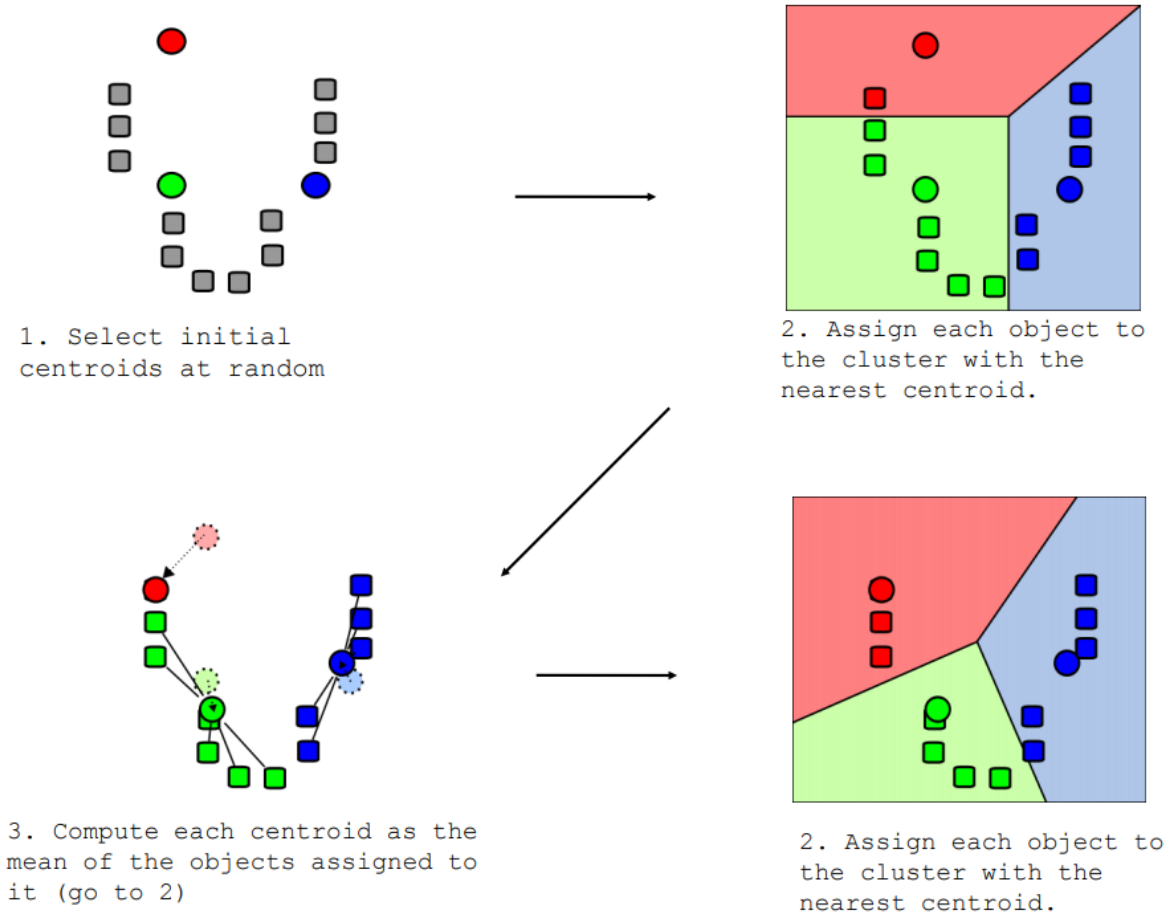 1. Select initial
centroids at random
2. Assign each object to
the cluster with the
nearest centroid.
3. Compute each centroid as the
mean of the objects assigned to
it (go to 2)
2. Assign each object to
the cluster with the
nearest centroid.